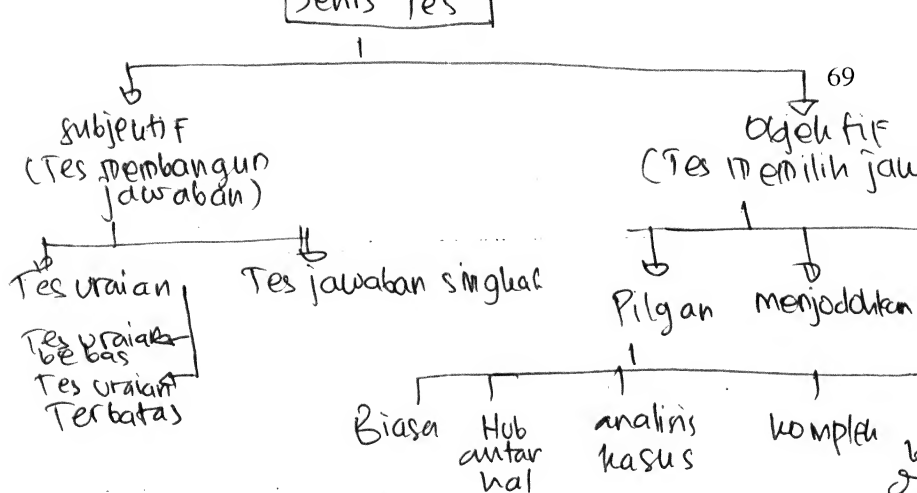 Jenis Tes
69
Subjektif
(Tes membangun
jawaban)
Objektif
(Tes memilih jaw
Tes uraian
Tes jawaban singkat
Pilgan
menjodohkan
Tes uraian
bebas
Tes uraian
Terbatas
Biasa
Hub
antar
hal
analisis
kasus
komplek